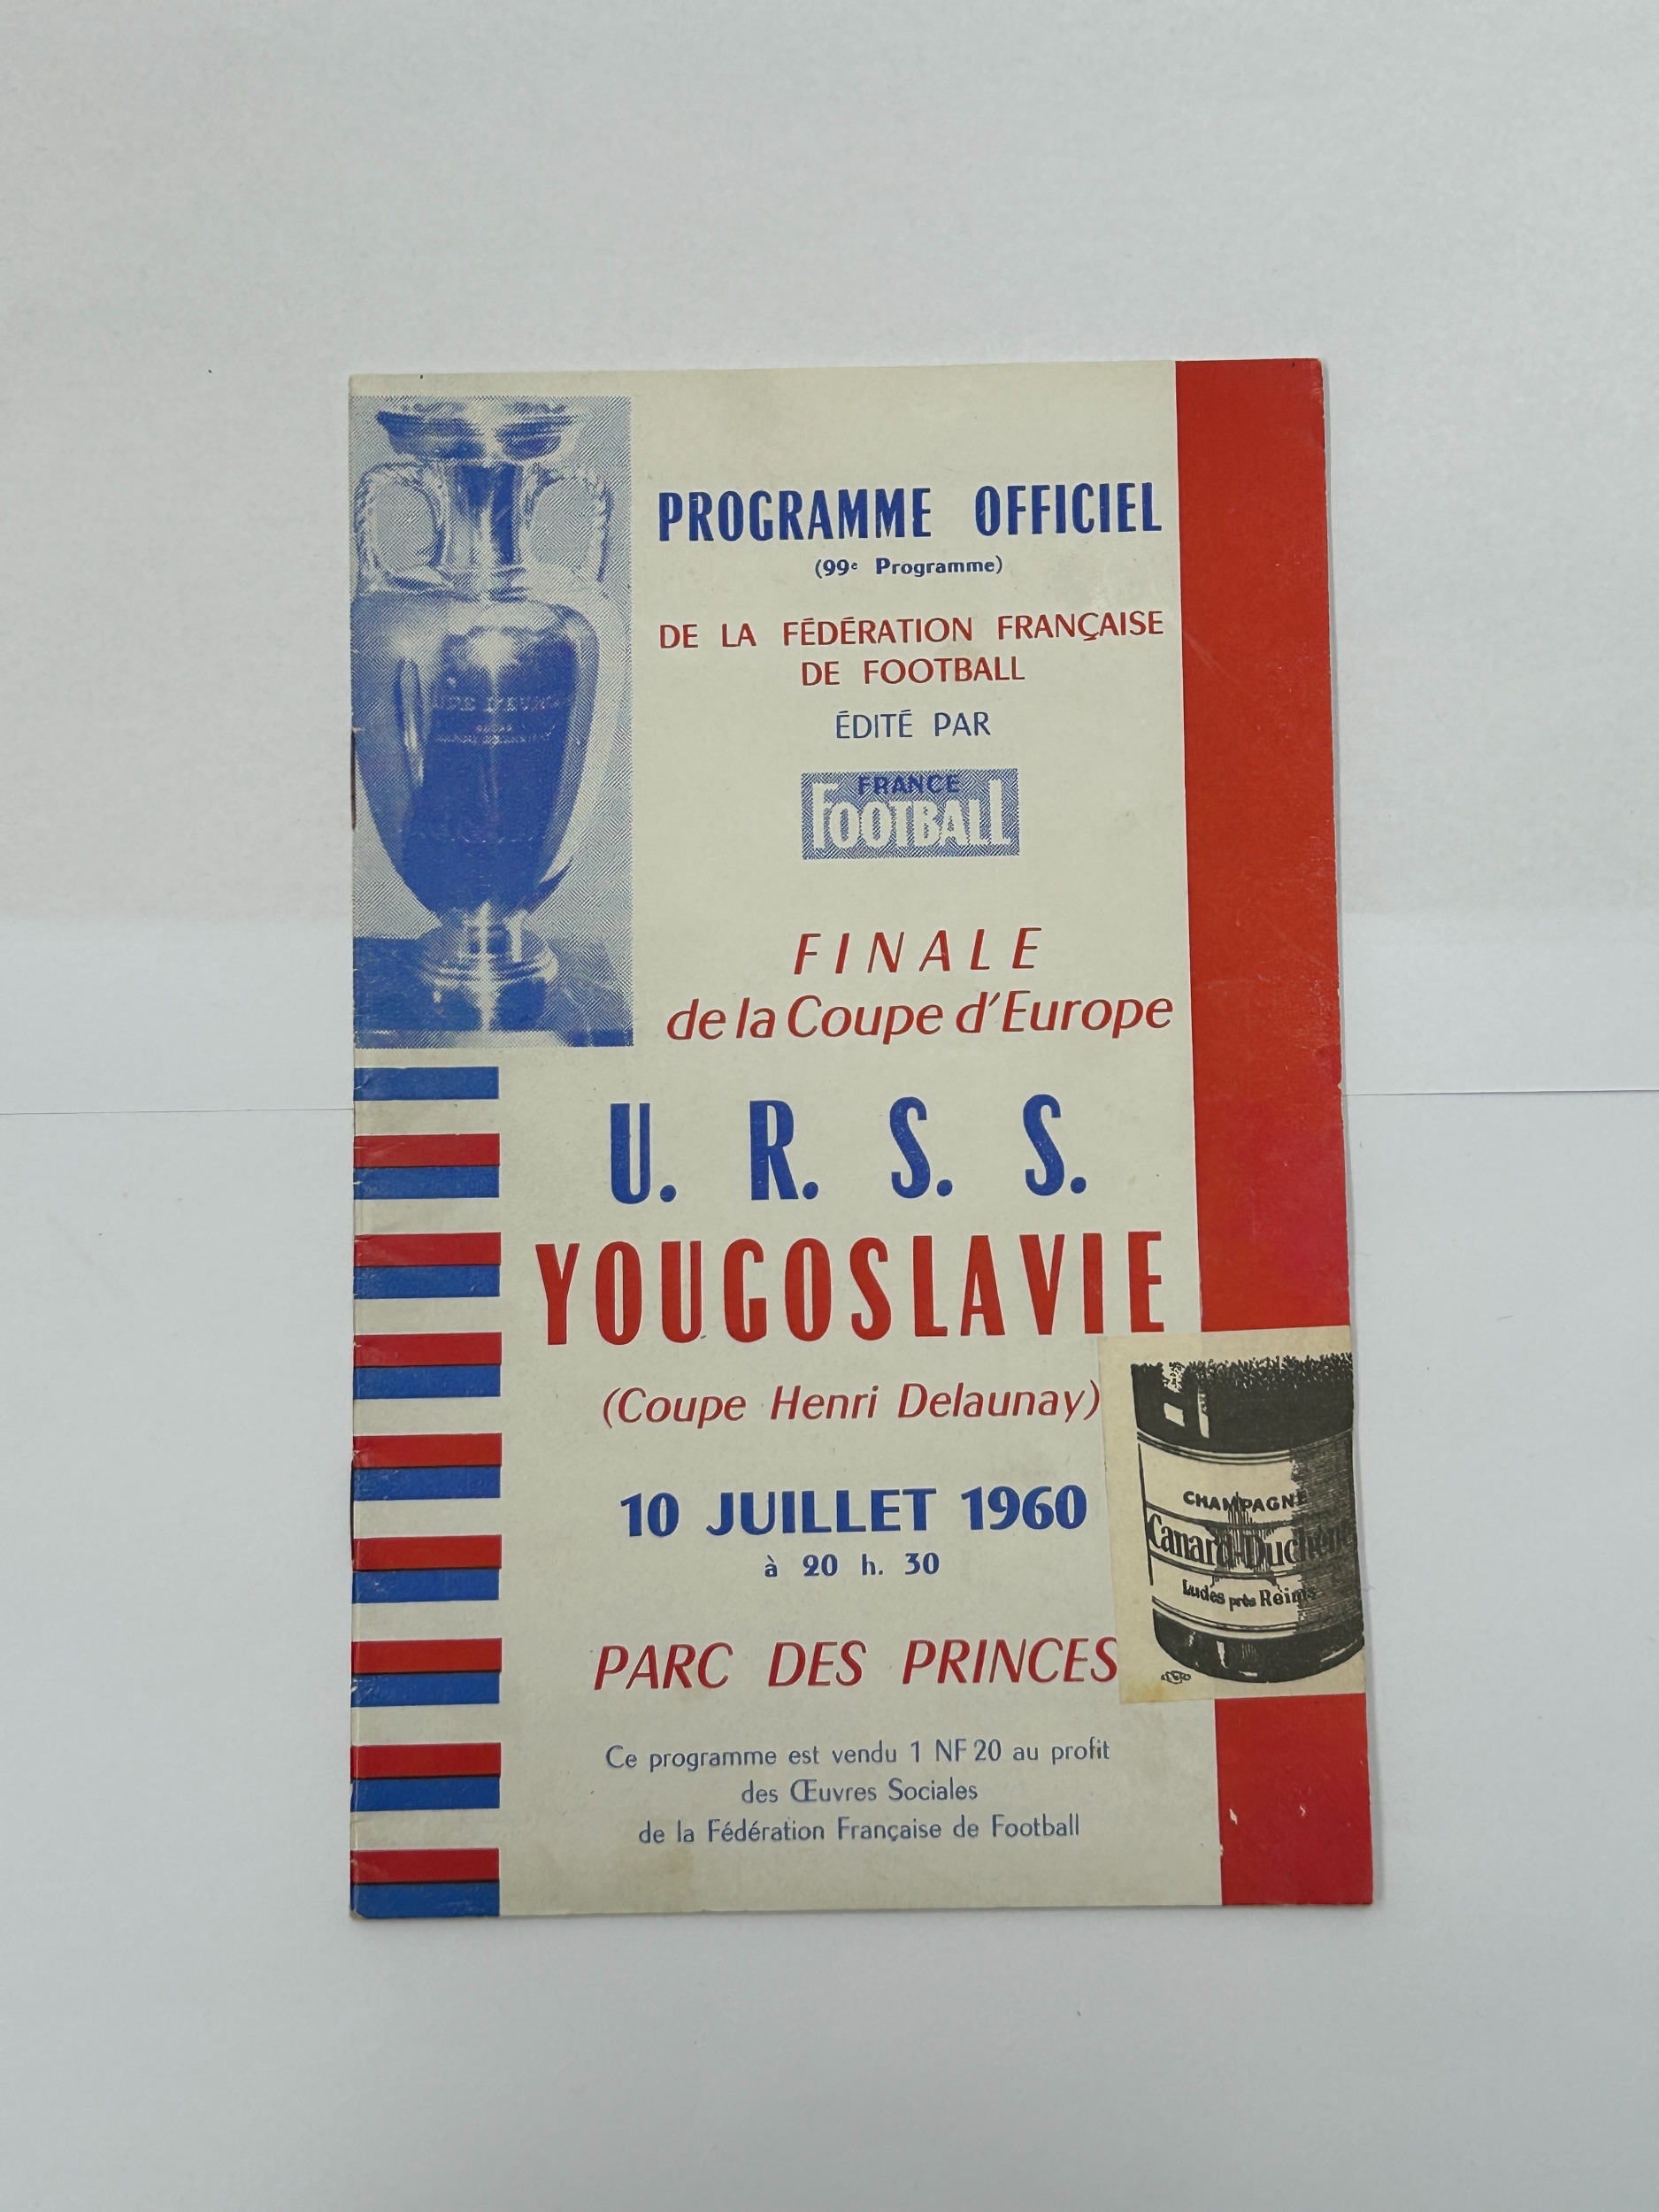 PROGRAMME OFFICIEL
(99e Programme)
DE LA FÉDÉRATION FRANÇAISE
DE FOOTBALL
ÉDITÉ PAR
FRANCE
FOOTBALL
FINALE
de la Coupe d'Europe
U. R. S. S.
YOUGOSLAVIE
(Coupe Henri Delaunay)
10 JUILLET 1960
à 20 h. 30
PARC DES PRINCES
CHAMPAGNE
Canard-Duchêne
Ludes près Reims
Ce programme est vendu 1 NF 20 au profit
des Œuvres Sociales
de la Fédération Française de Football